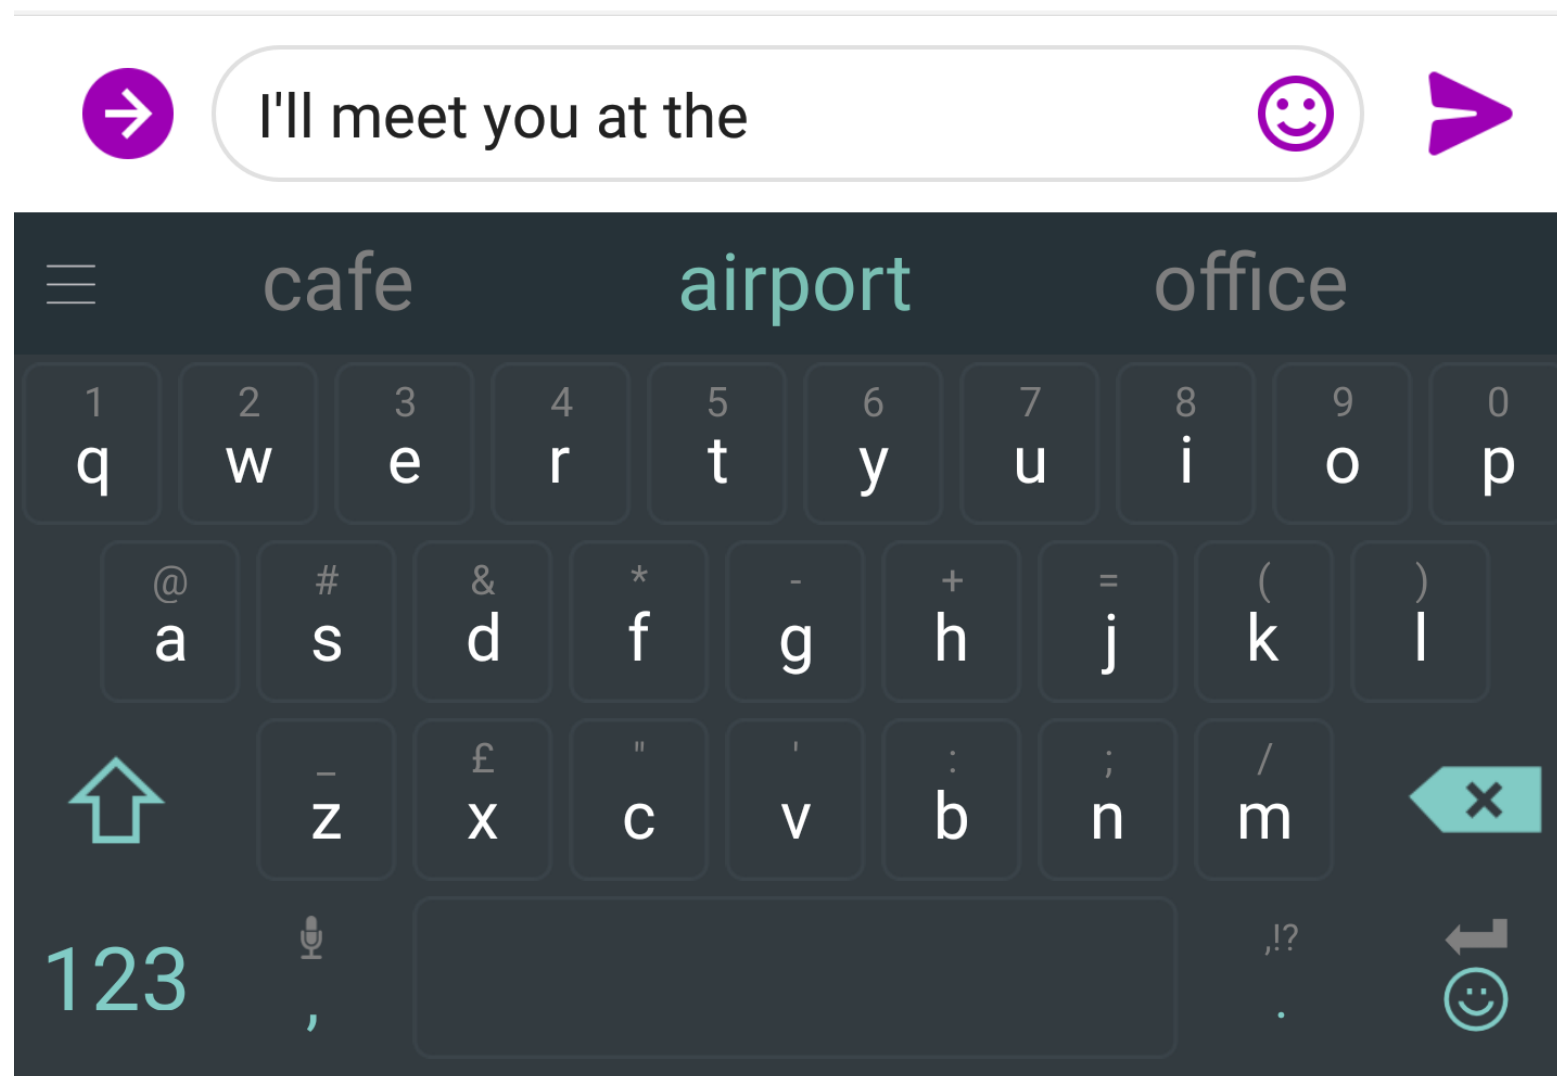 I'll meet you at the
cafe airport office
1 2 3 4 5 6 7 8 9 0
q w e r t y u i o p
@ # & * - + = ( )
a s d f g h j k l
_ £ " ' : ; /
z x c v b n m
,!?
123 , .